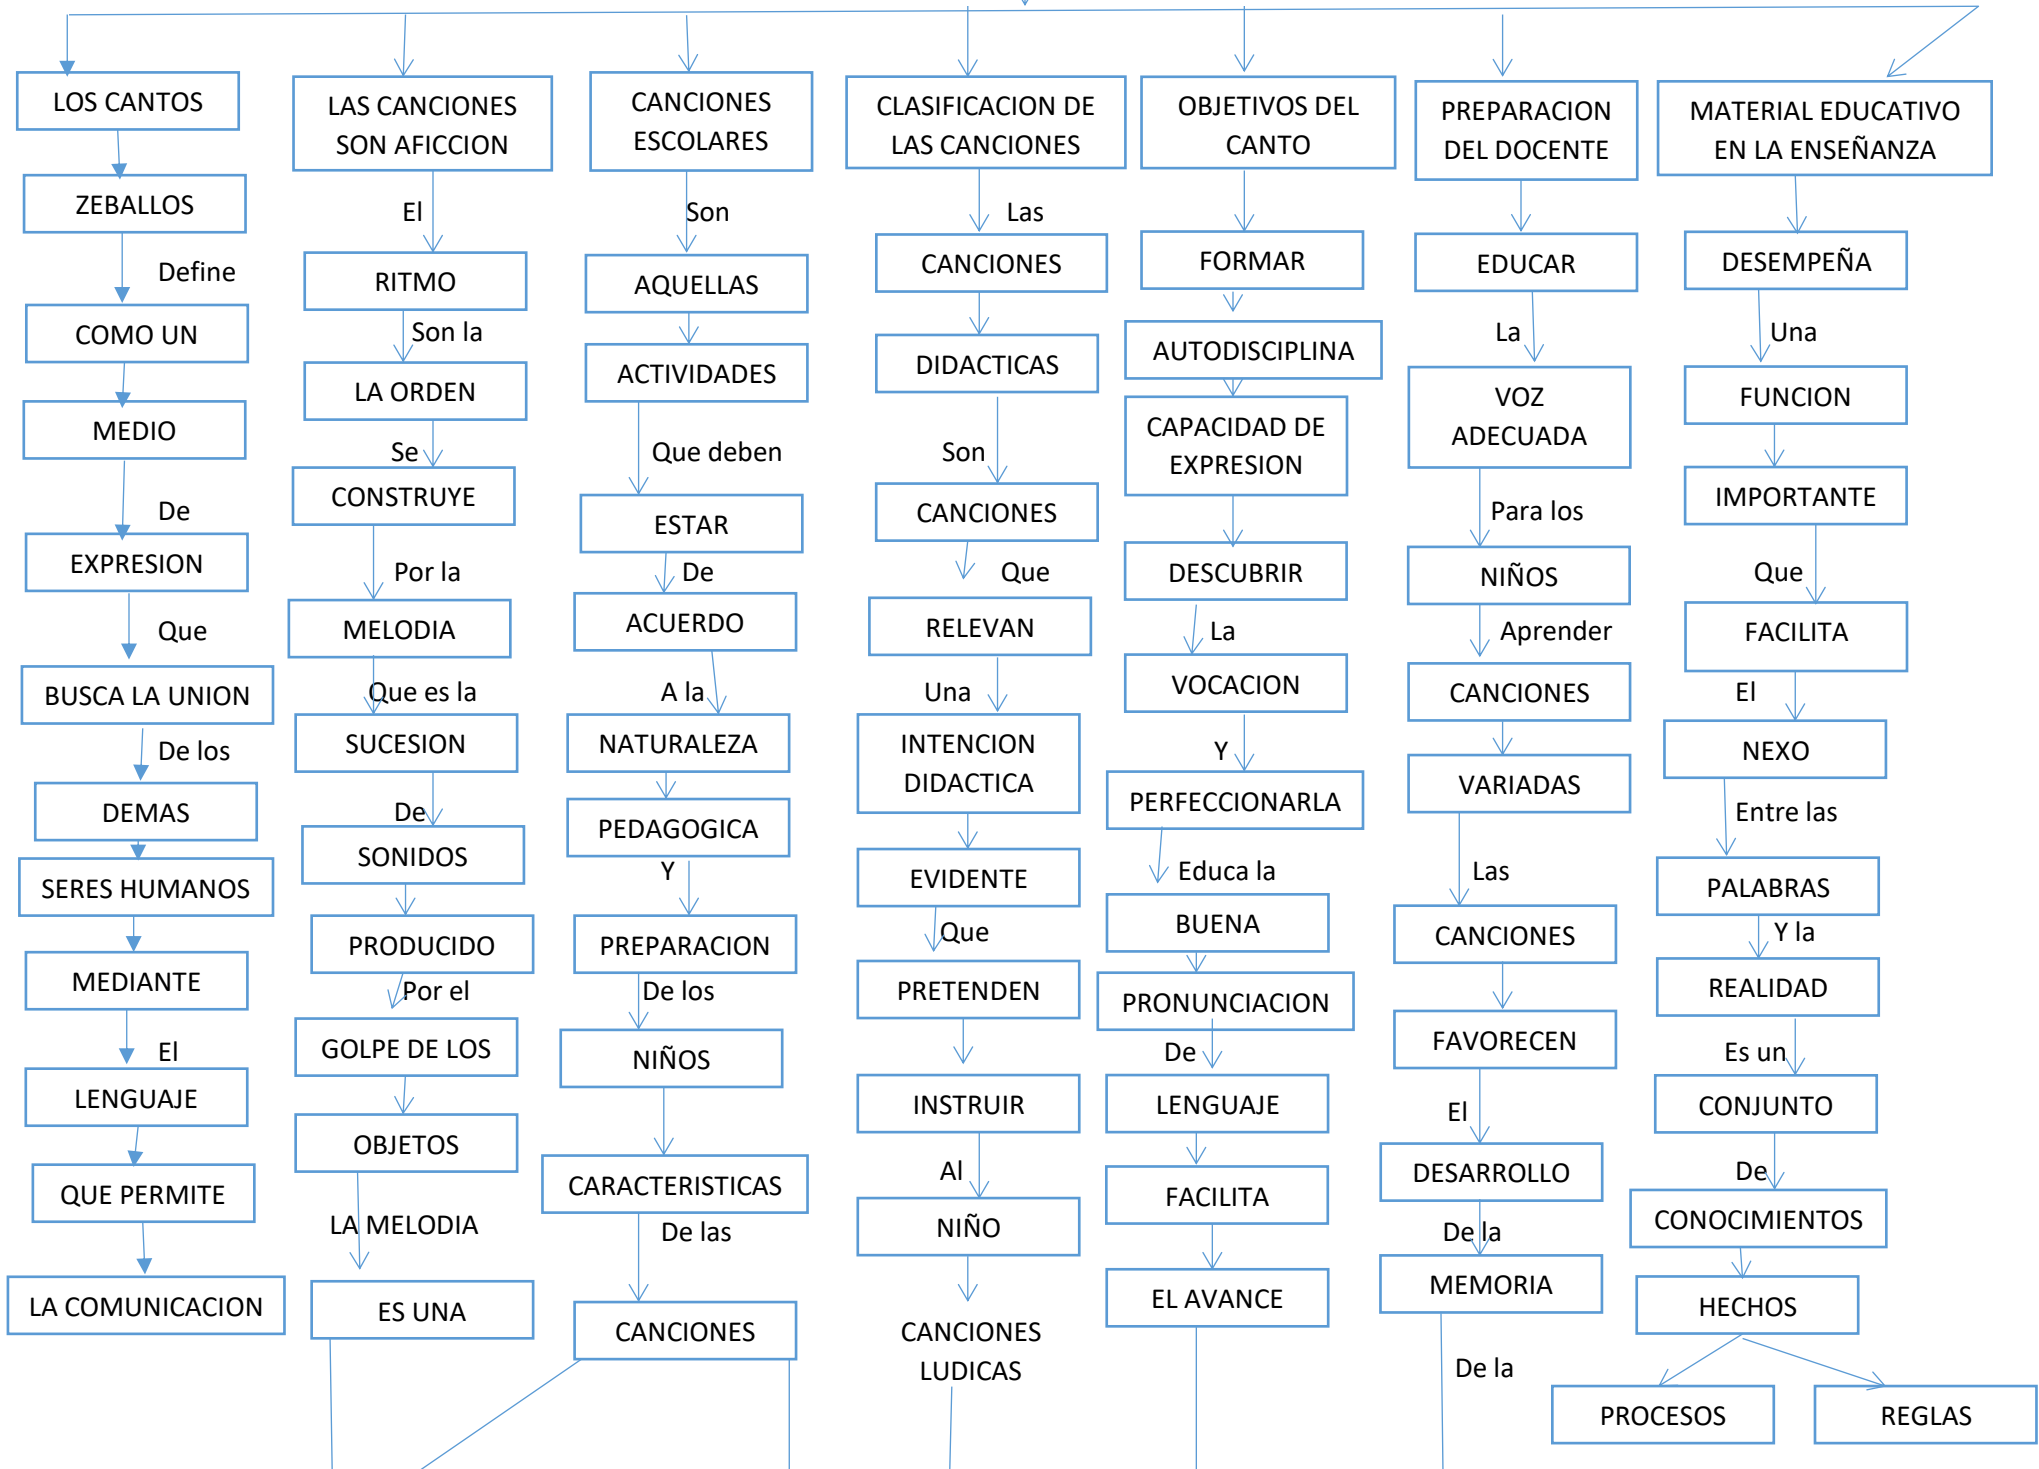 LOS CANTOS
ZEBALLOS
Define
COMO UN
MEDIO
De
EXPRESION
Que
BUSCA LA UNION
De los
DEMAS
SERES HUMANOS
MEDIANTE
El
LENGUAJE
QUE PERMITE
LA COMUNICACION
LAS CANCIONES
SON AFICCION
El
RITMO
Son la
LA ORDEN
Se
CONSTRUYE
Por la
MELODIA
Que es la
SUCESION
De
SONIDOS
PRODUCIDO
Por el
GOLPE DE LOS
OBJETOS
LA MELODIA
ES UNA
CANCIONES
ESCOLARES
Son
AQUELLAS
ACTIVIDADES
Que deben
ESTAR
De
ACUERDO
A la
NATURALEZA
PEDAGOGICA
Y
PREPARACION
De los
NIÑOS
CARACTERISTICAS
De las
CANCIONES
CLASIFICACION DE
LAS CANCIONES
Las
CANCIONES
DIDACTICAS
Son
CANCIONES
Que
RELEVAN
Una
INTENCION
DIDACTICA
EVIDENTE
Que
PRETENDEN
INSTRUIR
Al
NIÑO
CANCIONES
LUDICAS
OBJETIVOS DEL
CANTO
FORMAR
AUTODISCIPLINA
CAPACIDAD DE
EXPRESION
DESCUBRIR
La
VOCACION
Y
PERFECCIONARLA
Educa la
BUENA
PRONUNCIACION
De
LENGUAJE
FACILITA
EL AVANCE
PREPARACION
DEL DOCENTE
EDUCAR
La
VOZ
ADECUADA
Para los
NIÑOS
Aprender
CANCIONES
VARIADAS
Las
CANCIONES
FAVORECEN
El
DESARROLLO
De la
MEMORIA
De la
MATERIAL EDUCATIVO
EN LA ENSEÑANZA
DESEMPEÑA
Una
FUNCION
IMPORTANTE
Que
FACILITA
El
NEXO
Entre las
PALABRAS
Y la
REALIDAD
Es un
CONJUNTO
De
CONOCIMIENTOS
HECHOS
PROCESOS
REGLAS